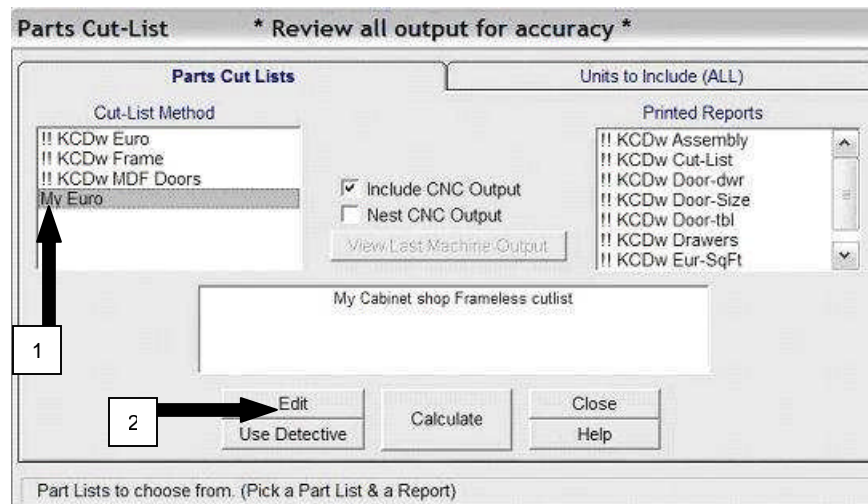 Parts Cut-List * Review all output for accuracy *
Parts Cut Lists Units to Include (ALL)
Cut-List Method
!! KCDw Euro
!! KCDw Frame
!! KCDw MDF Doors
My Euro
Include CNC Output
Nest CNC Output
View Last Machine Output
Printed Reports
!! KCDw Assembly
!! KCDw Cut-List
!! KCDw Door-dwr
!! KCDw Door-Size
!! KCDw Door-tbl
!! KCDw Drawers
!! KCDw Eur-SqFt
My Cabinet shop Frameless cutlist
1
2
Edit
Use Detective
Calculate
Close
Help
Part Lists to choose from. (Pick a Part List & a Report)